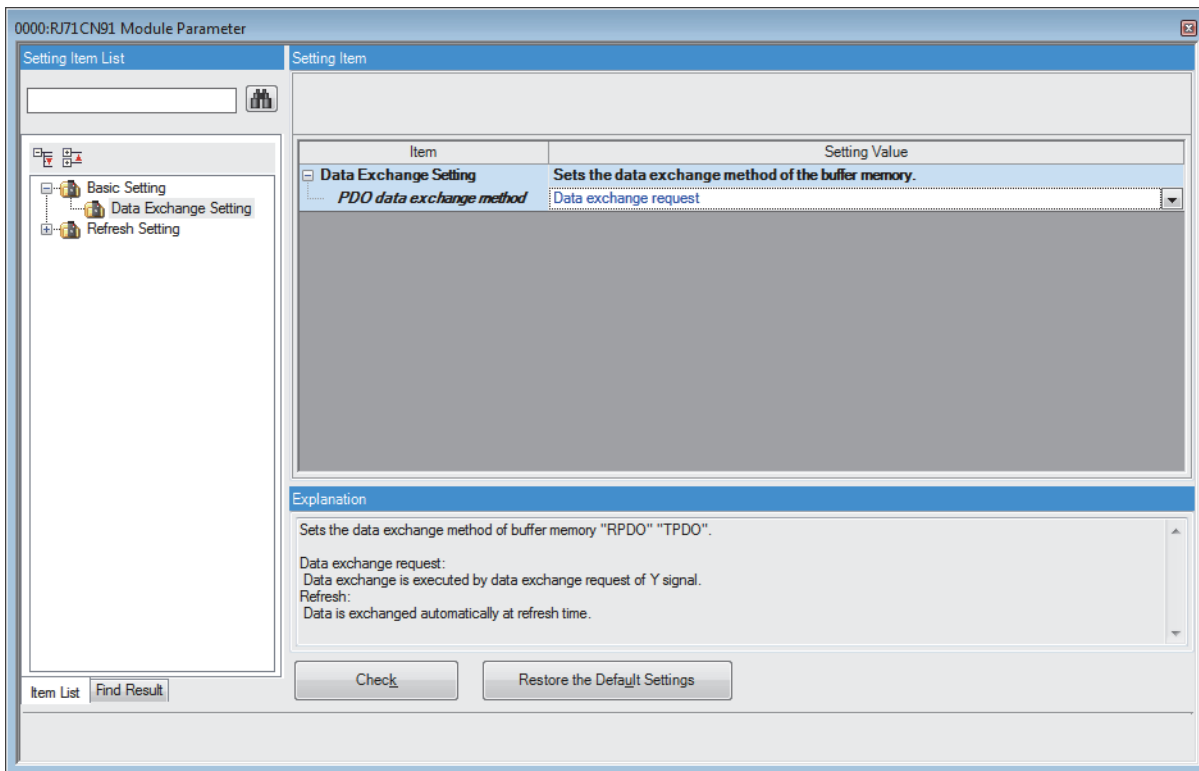 0000:RJ71CN91 Module Parameter
Setting Item List
Setting Item
Item
Setting Value
Data Exchange Setting
Sets the data exchange method of the buffer memory.
PDO data exchange method
Data exchange request
Basic Setting
Data Exchange Setting
Refresh Setting
Explanation
Sets the data exchange method of buffer memory "RPDO" "TPDO".
Data exchange request:
Data exchange is executed by data exchange request of Y signal.
Refresh:
Data is exchanged automatically at refresh time.
Item List
Find Result
Check
Restore the Default Settings